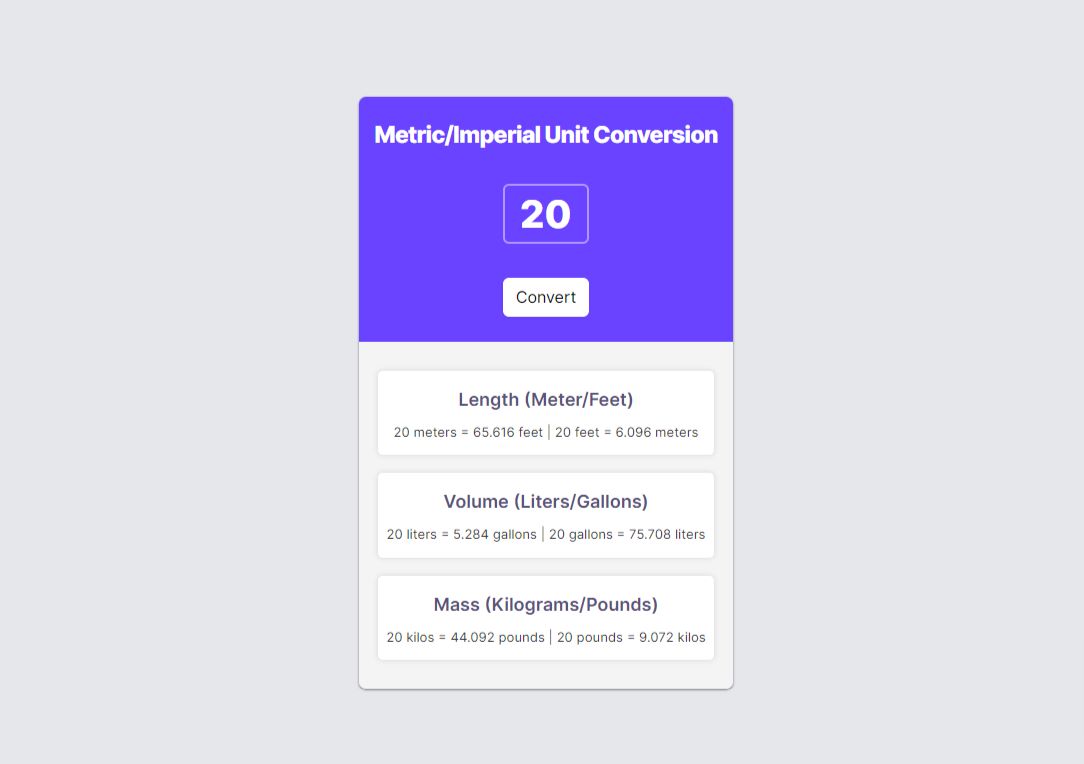 Metric/Imperial Unit Conversion
20
Convert
Length (Meter/Feet)
20 meters = 65.616 feet | 20 feet = 6.096 meters
Volume (Liters/Gallons)
20 liters = 5.284 gallons | 20 gallons = 75.708 liters
Mass (Kilograms/Pounds)
20 kilos = 44.092 pounds | 20 pounds = 9.072 kilos